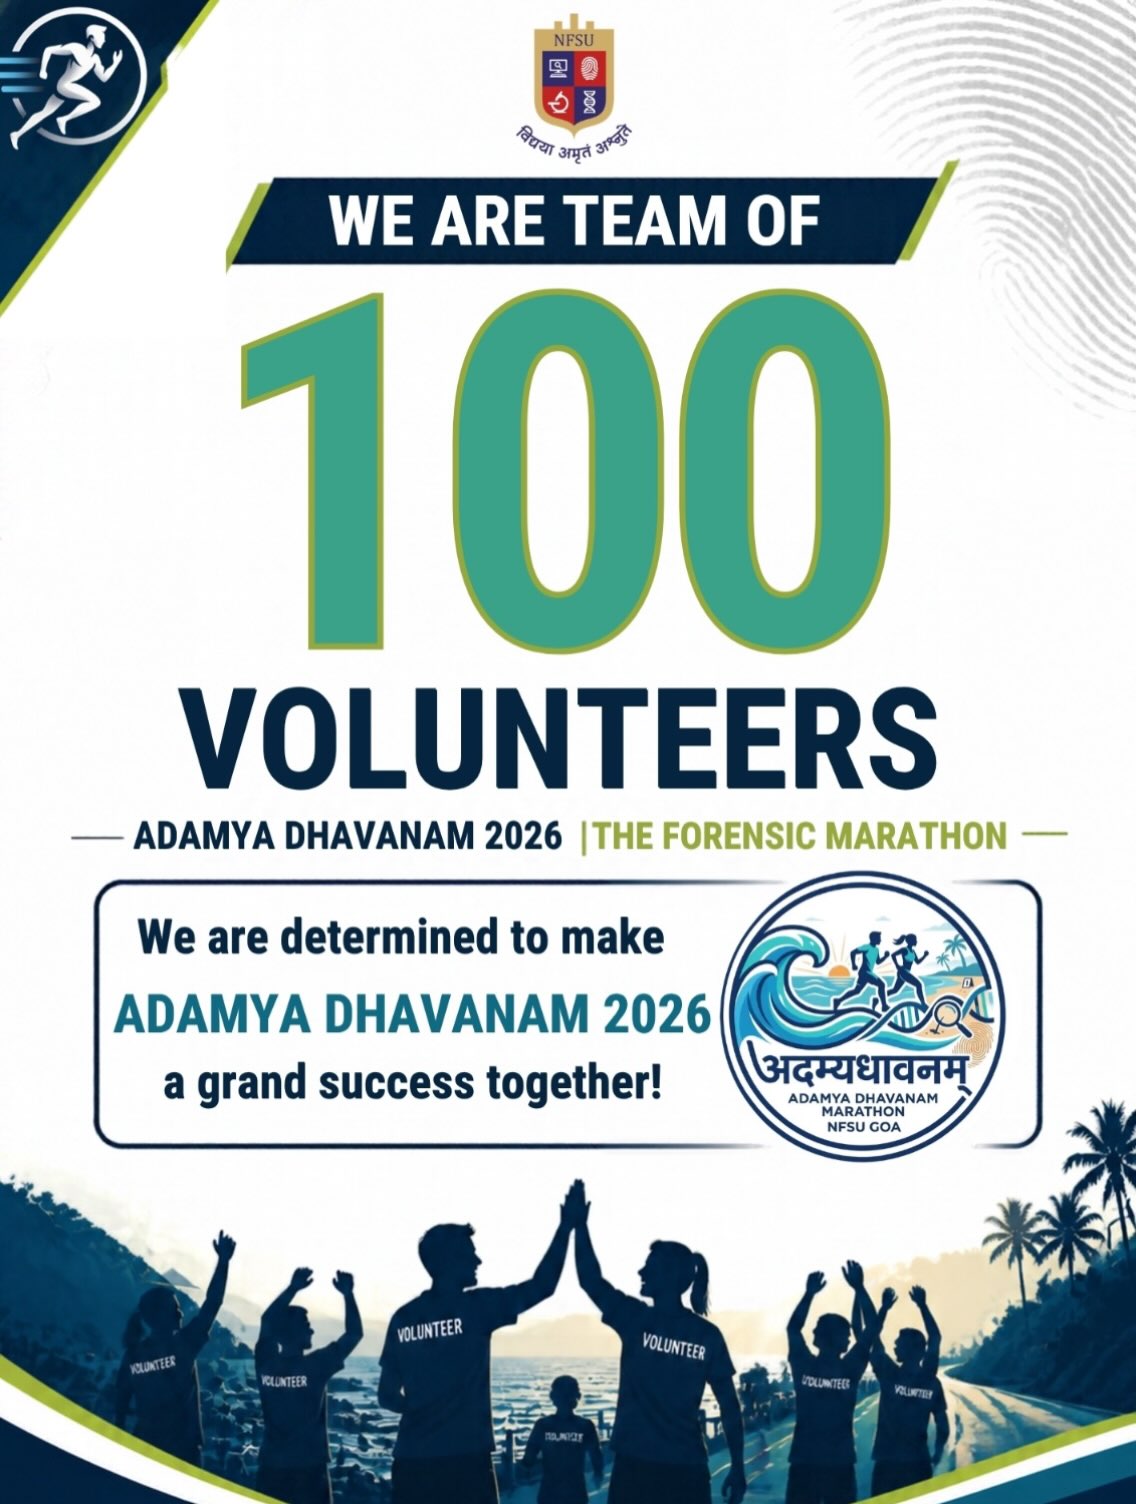 NFSU
विद्यया अमृतं अश्नुते
WE ARE TEAM OF
100
VOLUNTEERS
ADAMYA DHAVANAM 2026 | THE FORENSIC MARATHON
We are determined to make
ADAMYA DHAVANAM 2026
a grand success together!
अदम्यधावनम्
ADAMYA DHAVANAM
MARATHON
NFSU GOA
VOLUNTEER
VOLUNTEER
VOLUNTEER
VOLUNTEER
VOLUNTEER